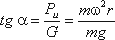 tg α = P_u / G = mω²r / mg